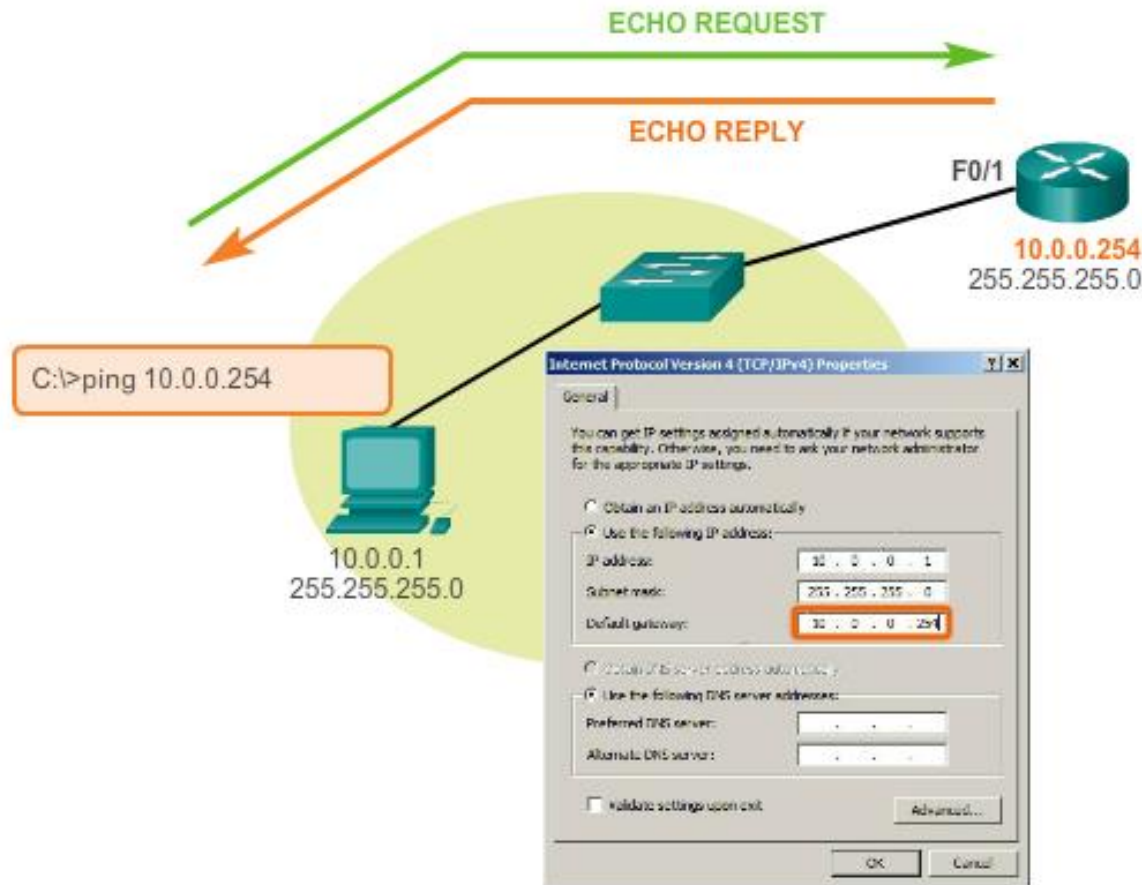 ECHO REQUEST
ECHO REPLY
F0/1
10.0.0.254
255.255.255.0
C:\>ping 10.0.0.254
10.0.0.1
255.255.255.0
Internet Protocol Version 4 (TCP/IPv4) Properties
General
You can get IP settings assigned automatically if your network supports
this capability. Otherwise, you need to ask your network administrator
for the appropriate IP settings.
Obtain an IP address automatically
Use the following IP address:
IP address: 10 . 0 . 0 . 1
Subnet mask: 255 . 255 . 255 . 0
Default gateway: 10 . 0 . 0 . 254
Obtain DNS server address automatically
Use the following DNS server addresses:
Preferred DNS server: . . .
Alternate DNS server: . . .
Validate settings upon exit
Advanced...
OK Cancel